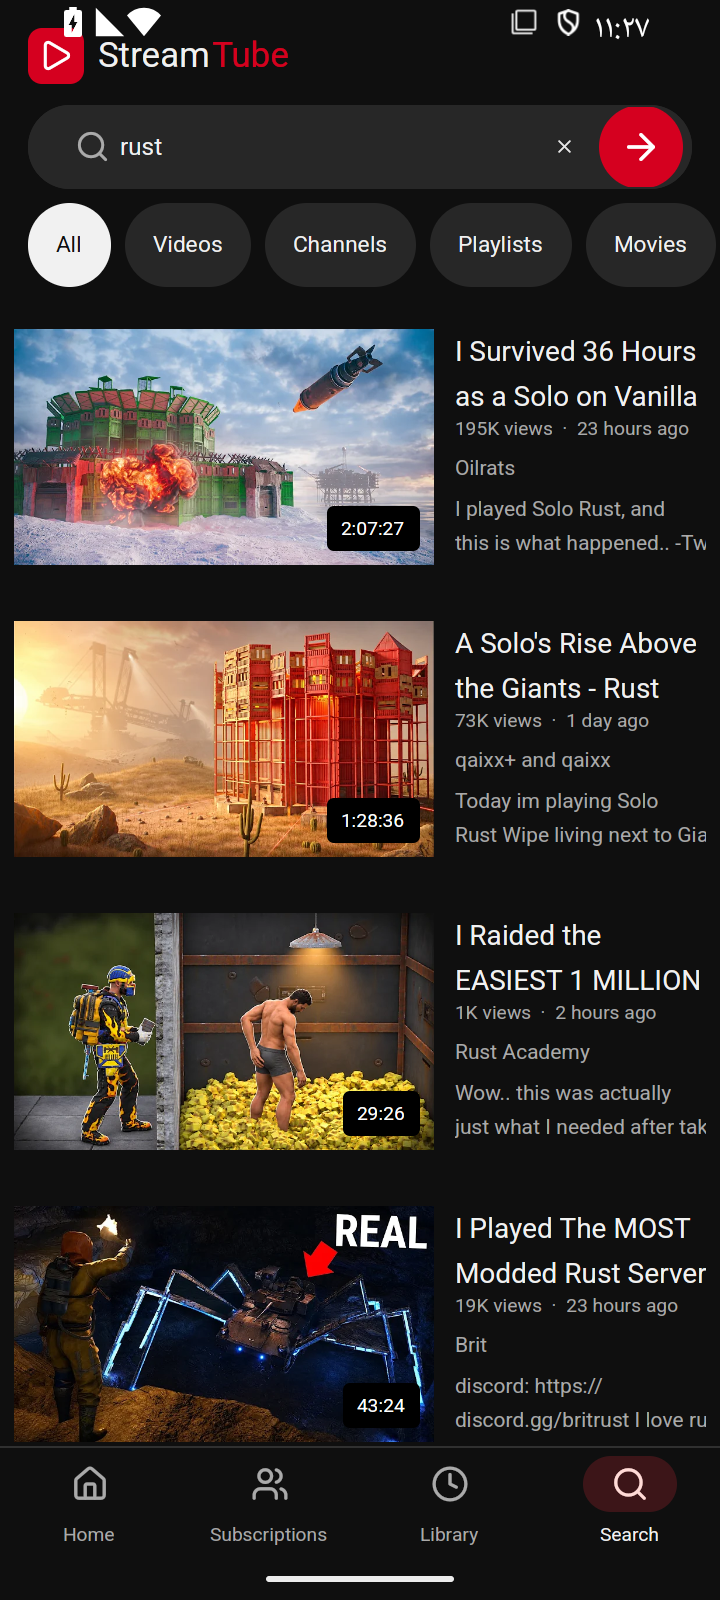 ١١:٢٧
StreamTube
rust
All
Videos
Channels
Playlists
Movies
2:07:27
I Survived 36 Hours
as a Solo on Vanilla
195K views · 23 hours ago
Oilrats
I played Solo Rust, and
this is what happened.. -Tw
1:28:36
A Solo's Rise Above
the Giants - Rust
73K views · 1 day ago
qaixx+ and qaixx
Today im playing Solo
Rust Wipe living next to Gia
29:26
I Raided the
EASIEST 1 MILLION
1K views · 2 hours ago
Rust Academy
Wow.. this was actually
just what I needed after tak
REAL
43:24
I Played The MOST
Modded Rust Server
19K views · 23 hours ago
Brit
discord: https://
discord.gg/britrust I love ru
Home
Subscriptions
Library
Search